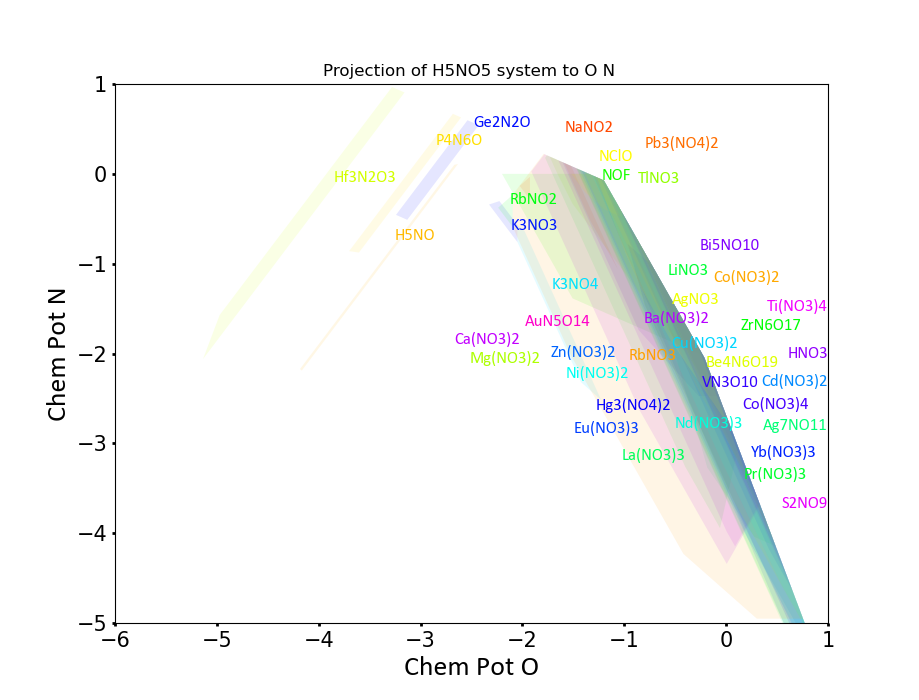 Projection of H5NO5 system to O N
Chem Pot N
1
0
−1
−2
−3
−4
−5
Ge2N2O
NaNO2
P4N6O
Pb3(NO4)2
NClO
Hf3N2O3
NOF
TlNO3
RbNO2
K3NO3
H5NO
Bi5NO10
LiNO3
Co(NO3)2
K3NO4
AgNO3
Ti(NO3)4
AuN5O14
Ba(NO3)2
ZrN6O17
Ca(NO3)2
Cu(NO3)2
Mg(NO3)2
Zn(NO3)2
RbNO3
HNO3
Be4N6O19
Ni(NO3)2
VN3O10
Cd(NO3)2
Hg3(NO4)2
Co(NO3)4
Eu(NO3)3
Nd(NO3)3
Ag7NO11
La(NO3)3
Yb(NO3)3
Pr(NO3)3
S2NO9
−6 −5 −4 −3 −2 −1 0 1
Chem Pot O